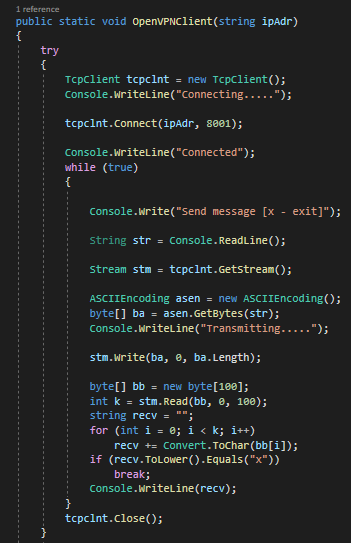 1 reference
public static void OpenVPNClient(string ipAdr)
{
try
{
TcpClient tcpclnt = new TcpClient();
Console.WriteLine("Connecting.....");
tcpclnt.Connect(ipAdr, 8001);
Console.WriteLine("Connected");
while (true)
{
Console.Write("Send message [x - exit]");
String str = Console.ReadLine();
Stream stm = tcpclnt.GetStream();
ASCIIEncoding asen = new ASCIIEncoding();
byte[] ba = asen.GetBytes(str);
Console.WriteLine("Transmitting.....");
stm.Write(ba, 0, ba.Length);
byte[] bb = new byte[100];
int k = stm.Read(bb, 0, 100);
string recv = "";
for (int i = 0; i < k; i++)
recv += Convert.ToChar(bb[i]);
if (recv.ToLower().Equals("x"))
break;
Console.WriteLine(recv);
}
tcpclnt.Close();
}